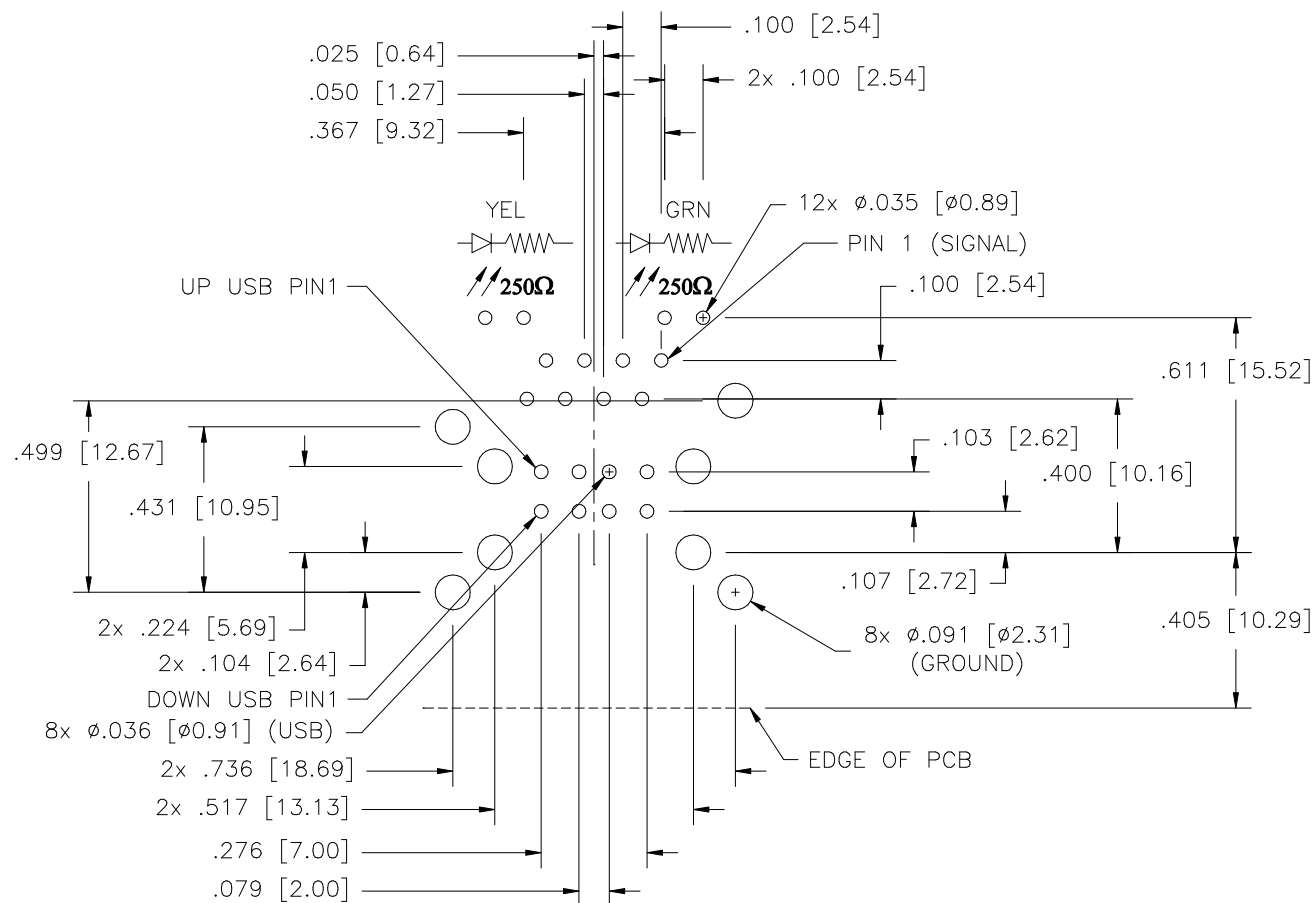 .100 [2.54]
.025 [0.64]
2x .100 [2.54]
.050 [1.27]
.367 [9.32]
12x ø.035 [ø0.89]
YEL
GRN
PIN 1 (SIGNAL)
UP USB PIN1
250Ω
250Ω
.100 [2.54]
.611 [15.52]
.499 [12.67]
.103 [2.62]
.400 [10.16]
.431 [10.95]
.107 [2.72]
.405 [10.29]
2x .224 [5.69]
8x ø.091 [ø2.31]
(GROUND)
2x .104 [2.64]
DOWN USB PIN1
8x ø.036 [ø0.91] (USB)
EDGE OF PCB
2x .736 [18.69]
2x .517 [13.13]
.276 [7.00]
.079 [2.00]